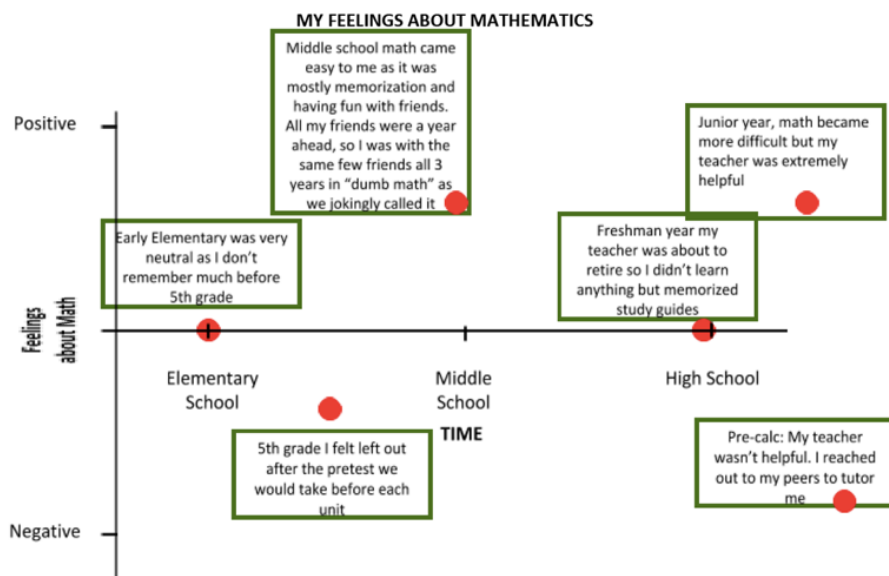 MY FEELINGS ABOUT MATHEMATICS
Middle school math came
easy to me as it was
mostly memorization and
having fun with friends.
All my friends were a year
ahead, so I was with the
same few friends all 3
years in “dumb math” as
we jokingly called it
Positive
Junior year, math became
more difficult but my
teacher was extremely
helpful
Early Elementary was very
neutral as I don’t
remember much before
5th grade
Freshman year my
teacher was about to
retire so I didn’t learn
anything but memorized
study guides
Feelings
about Math
Elementary
School
Middle
School
High School
TIME
5th grade I felt left out
after the pretest we
would take before each
unit
Pre-calc: My teacher
wasn’t helpful. I reached
out to my peers to tutor
me
Negative